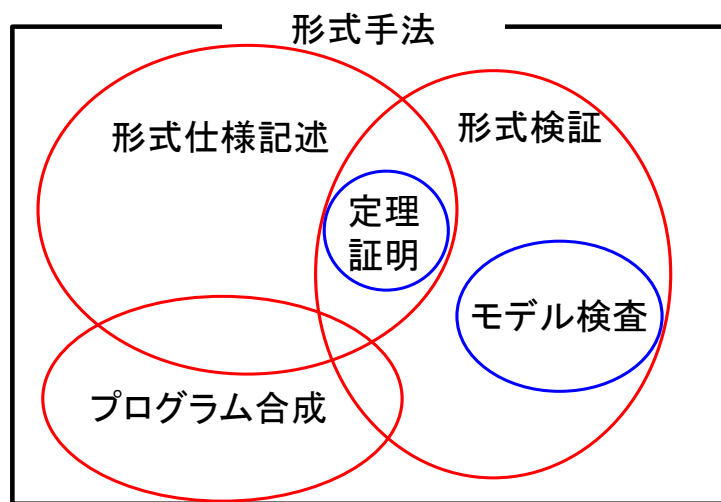 形式手法
形式仕様記述
形式検証
定理
証明
モデル検査
プログラム合成